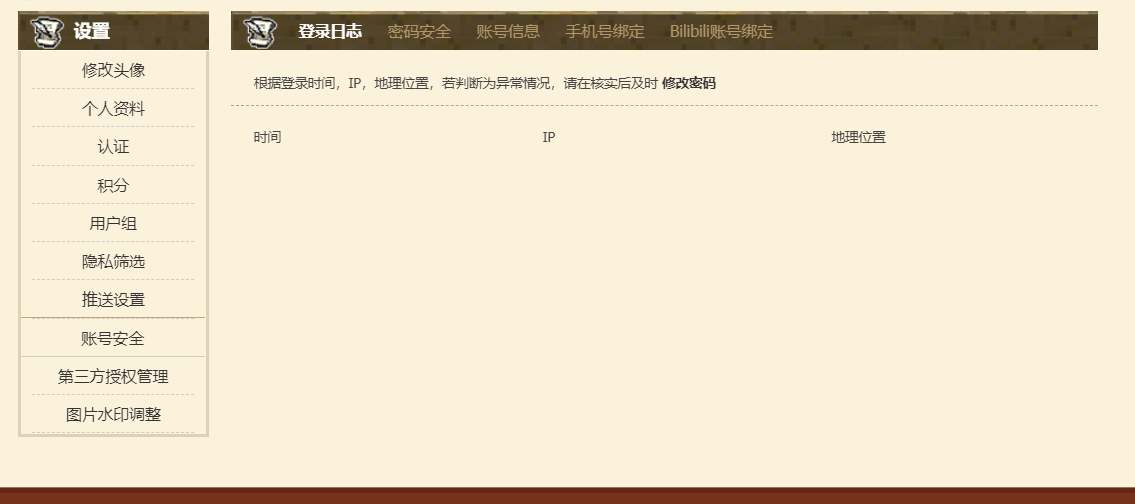 设置
修改头像
个人资料
认证
积分
用户组
隐私筛选
推送设置
账号安全
第三方授权管理
图片水印调整
登录日志 密码安全 账号信息 手机号绑定 Bilibili账号绑定
根据登录时间，IP，地理位置，若判断为异常情况，请在核实后及时 修改密码
时间 IP 地理位置